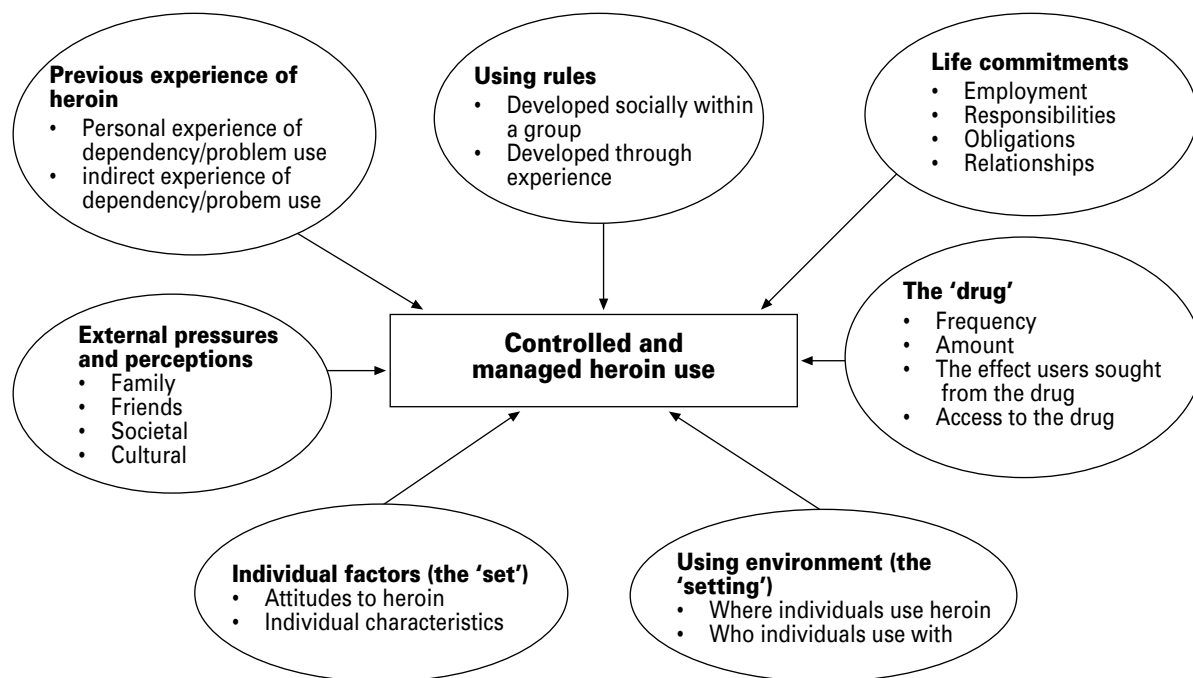 Previous experience of
heroin
• Personal experience of
dependency/problem use
• indirect experience of
dependency/probem use
Using rules
• Developed socially within
a group
• Developed through
experience
Life commitments
• Employment
• Responsibilities
• Obligations
• Relationships
External pressures
and perceptions
• Family
• Friends
• Societal
• Cultural
Controlled and
managed heroin use
The ‘drug’
• Frequency
• Amount
• The effect users sought
from the drug
• Access to the drug
Individual factors (the ‘set’)
• Attitudes to heroin
• Individual characteristics
Using environment (the
‘setting’)
• Where individuals use heroin
• Who individuals use with